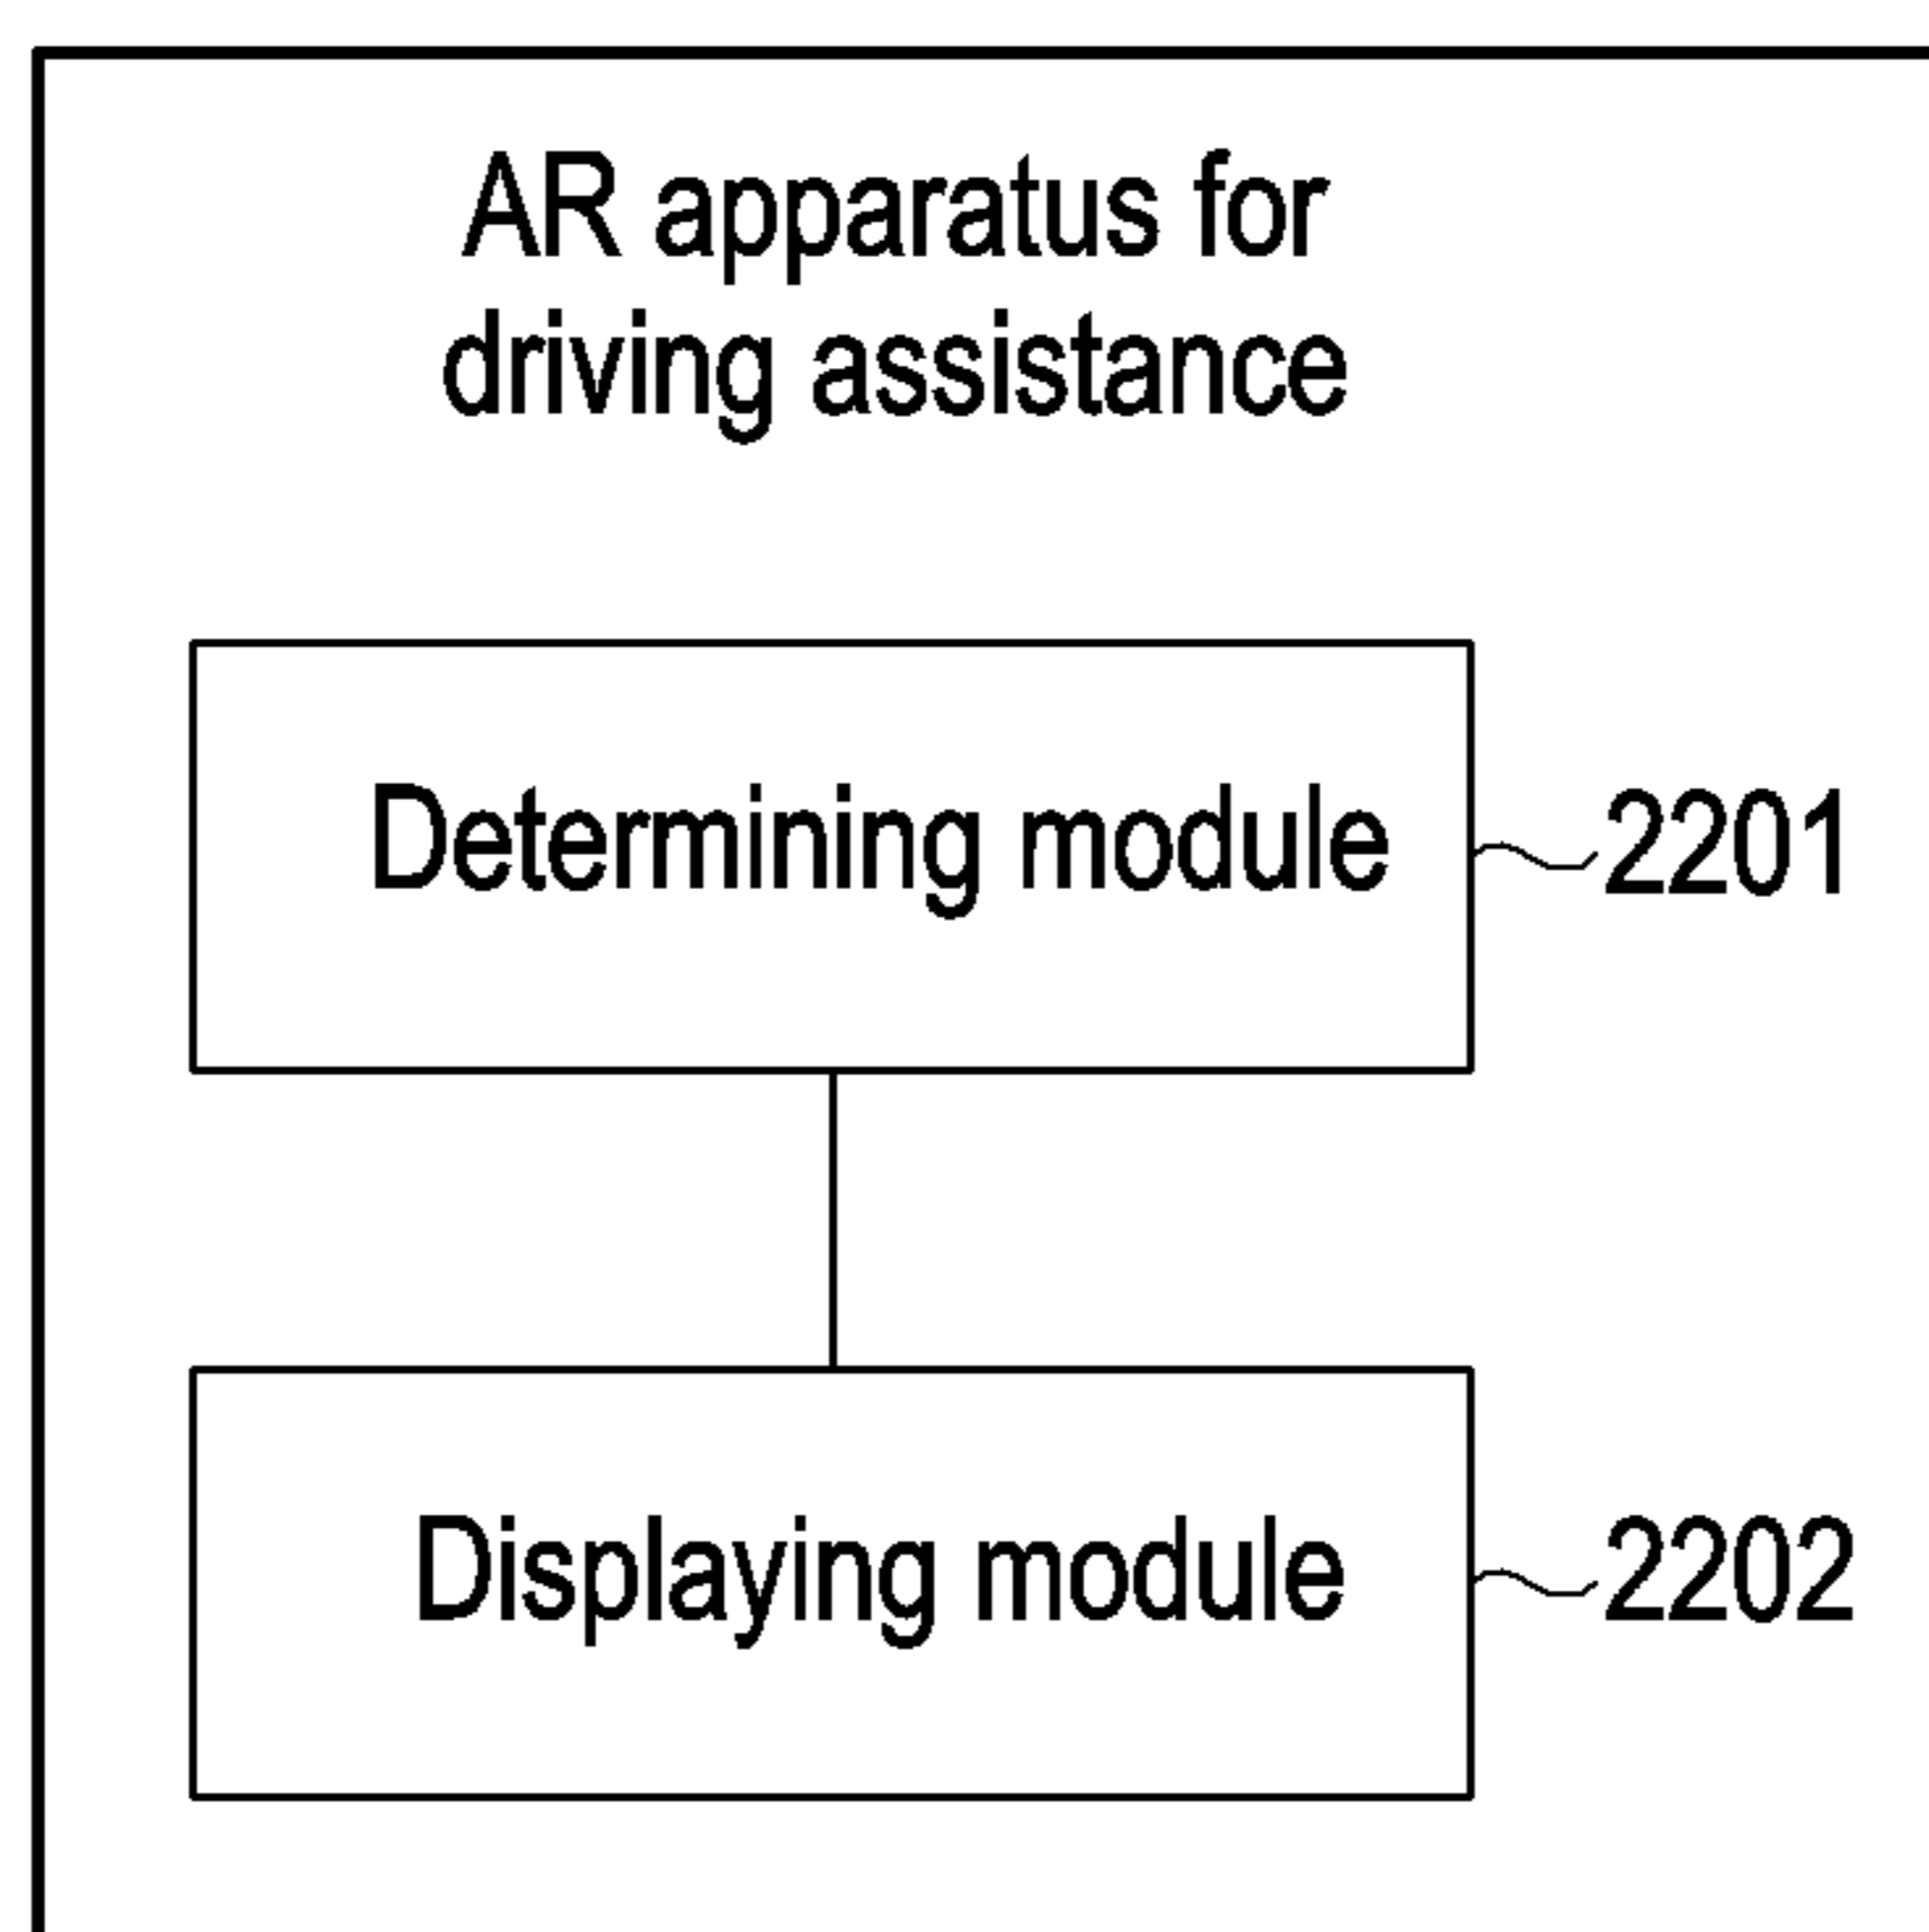 AR apparatus for
driving assistance
Determining module
2201
Displaying module
2202